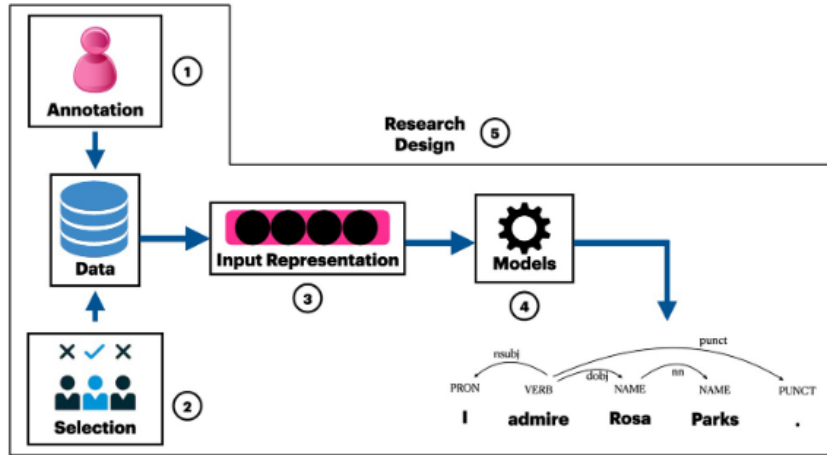 1
Annotation
Research
Design
5
Data
Input Representation
3
Models
4
Selection
2
punct
nsubj
dobj
nn
PRON VERB NAME NAME PUNCT
I admire Rosa Parks .